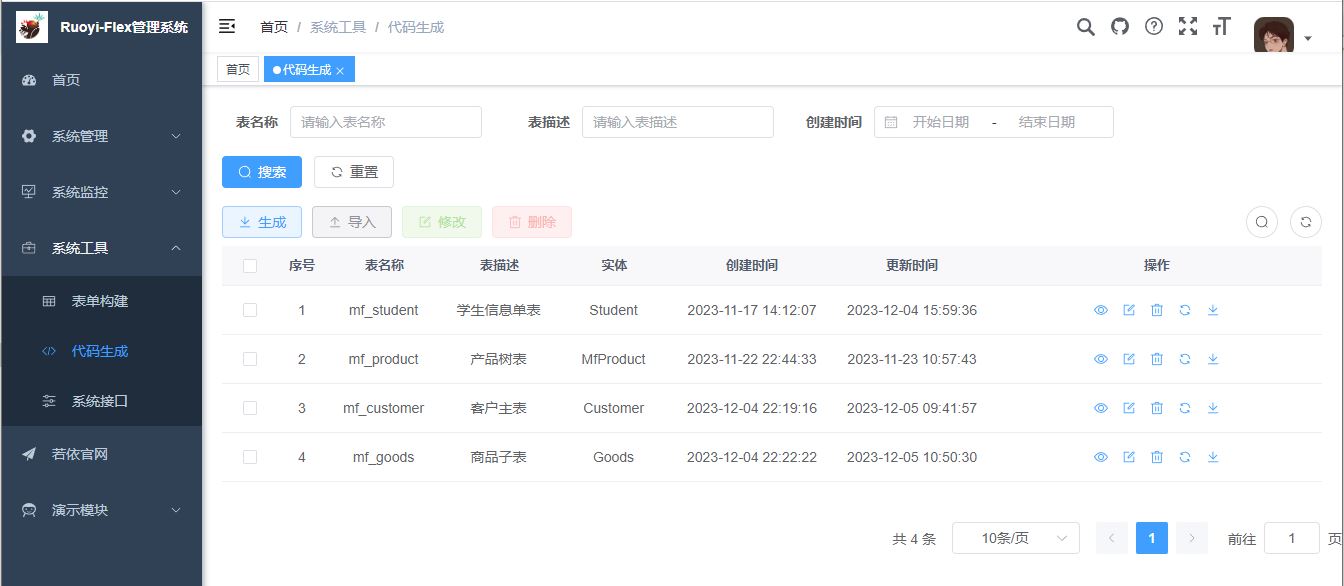 Ruoyi-Flex管理系统
首页 / 系统工具 / 代码生成
首页
系统管理
系统监控
系统工具
表单构建
代码生成
系统接口
若依官网
演示模块
首页 代码生成
表名称 请输入表名称 表描述 请输入表描述 创建时间 开始日期 - 结束日期
搜索 重置
生成 导入 修改 删除
序号 表名称 表描述 实体 创建时间 更新时间 操作
1 mf_student 学生信息单表 Student 2023-11-17 14:12:07 2023-12-04 15:59:36
2 mf_product 产品树表 MfProduct 2023-11-22 22:44:33 2023-11-23 10:57:43
3 mf_customer 客户主表 Customer 2023-12-04 22:19:16 2023-12-05 09:41:57
4 mf_goods 商品子表 Goods 2023-12-04 22:22:22 2023-12-05 10:50:30
共 4 条 10条/页 1 前往 1 页